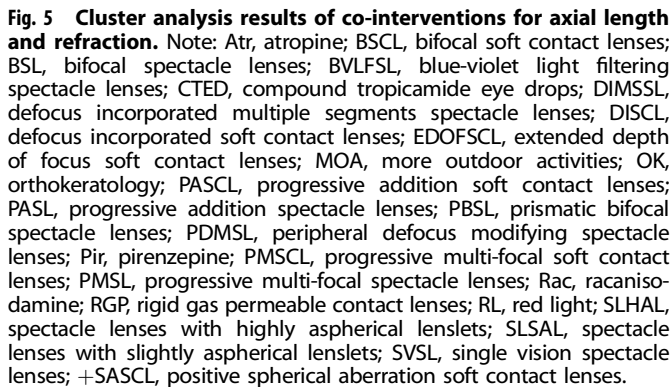 Fig. 5 Cluster analysis results of co-interventions for axial length
and refraction. Note: Atr, atropine; BSCL, bifocal soft contact lenses;
BSL, bifocal spectacle lenses; BVLFSL, blue-violet light filtering
spectacle lenses; CTED, compound tropicamide eye drops; DIMSSL,
defocus incorporated multiple segments spectacle lenses; DISCL,
defocus incorporated soft contact lenses; EDOFSCL, extended depth
of focus soft contact lenses; MOA, more outdoor activities; OK,
orthokeratology; PASCL, progressive addition soft contact lenses;
PASL, progressive addition spectacle lenses; PBSL, prismatic bifocal
spectacle lenses; PDMSL, peripheral defocus modifying spectacle
lenses; Pir, pirenzepine; PMSCL, progressive multi-focal soft contact
lenses; PMSL, progressive multi-focal spectacle lenses; Rac, racaniso-
damine; RGP, rigid gas permeable contact lenses; RL, red light; SLHAL,
spectacle lenses with highly aspherical lenslets; SLSAL, spectacle
lenses with slightly aspherical lenslets; SVSL, single vision spectacle
lenses; +SASCL, positive spherical aberration soft contact lenses.